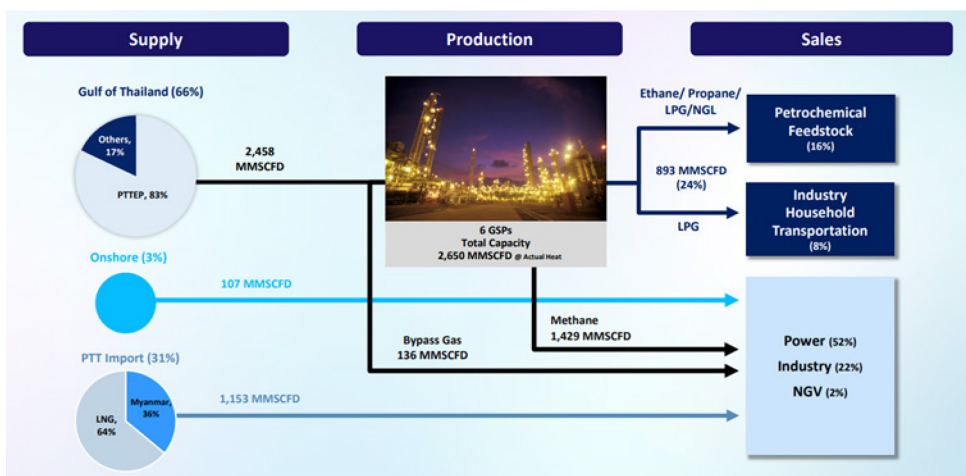 Supply
Production
Sales
Gulf of Thailand (66%)
Others,
17%
PTTEP, 83%
2,458
MMSCFD
6 GSPs
Total Capacity
2,650 MMSCFD @ Actual Heat
Ethane/ Propane/
LPG/NGL
893 MMSCFD
(24%)
LPG
Petrochemical
Feedstock
(16%)
Industry
Household
Transportation
(8%)
Onshore (3%)
107 MMSCFD
Methane
1,429 MMSCFD
Bypass Gas
136 MMSCFD
Power (52%)
Industry (22%)
NGV (2%)
PTT Import (31%)
Myanmar,
36%
LNG,
64%
1,153 MMSCFD